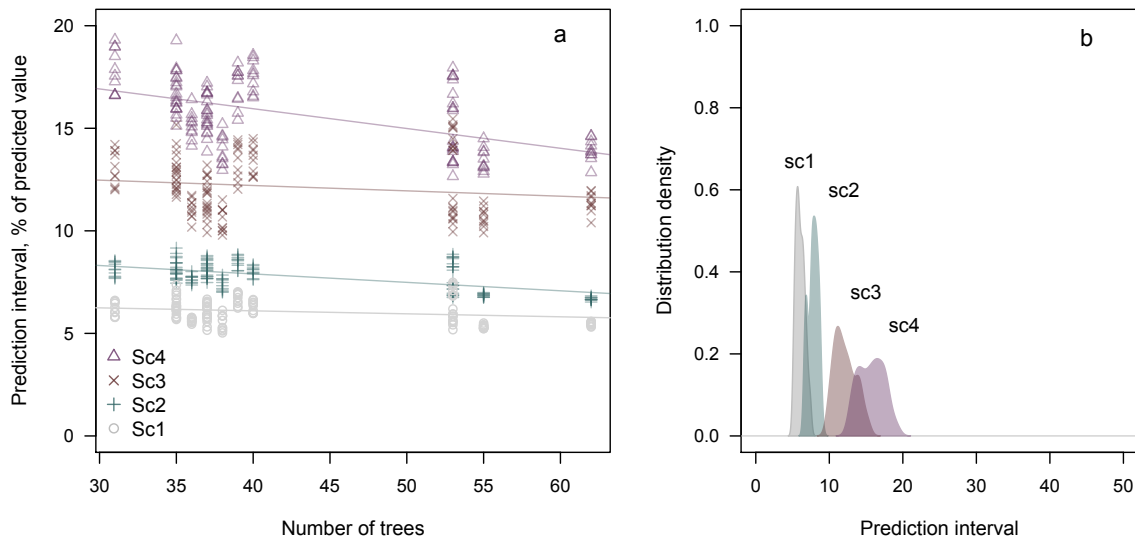 a
20
15
10
5
0
Prediction interval, % of predicted value
Sc4
Sc3
Sc2
Sc1
30 35 40 45 50 55 60
Number of trees
b
1.0
0.8
0.6
0.4
0.2
0.0
Distribution density
sc1
sc2
sc3
sc4
0 10 20 30 40 50
Prediction interval